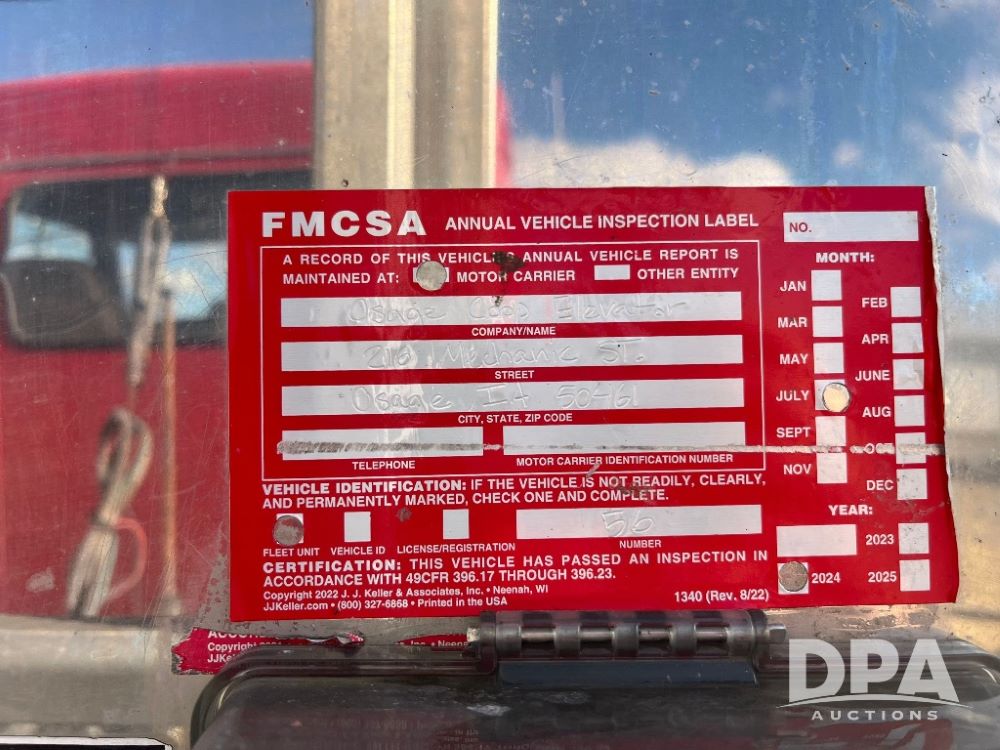 FMCSA ANNUAL VEHICLE INSPECTION LABEL
NO.
A RECORD OF THIS VEHICLE'S ANNUAL VEHICLE REPORT IS
MAINTAINED AT: MOTOR CARRIER OTHER ENTITY
Osage Coop Elevator
COMPANY/NAME
210 Mechanic ST.
STREET
Osage IA 50461
CITY, STATE, ZIP CODE
TELEPHONE MOTOR CARRIER IDENTIFICATION NUMBER
MONTH:
JAN FEB
MAR APR
MAY JUNE
JULY AUG
SEPT OCT
NOV DEC
VEHICLE IDENTIFICATION: IF THE VEHICLE IS NOT READILY, CLEARLY,
AND PERMANENTLY MARKED, CHECK ONE AND COMPLETE.
56
FLEET UNIT VEHICLE ID LICENSE/REGISTRATION NUMBER
YEAR:
2023
2024 2025
CERTIFICATION: THIS VEHICLE HAS PASSED AN INSPECTION IN
ACCORDANCE WITH 49CFR 396.17 THROUGH 396.23.
Copyright 2022 J. J. Keller & Associates, Inc. • Neenah, WI
JJKeller.com • (800) 327-6868 • Printed in the USA 1340 (Rev. 8/22)
Copyright
Inc. • Neena
JJKe
DPA
AUCTIONS